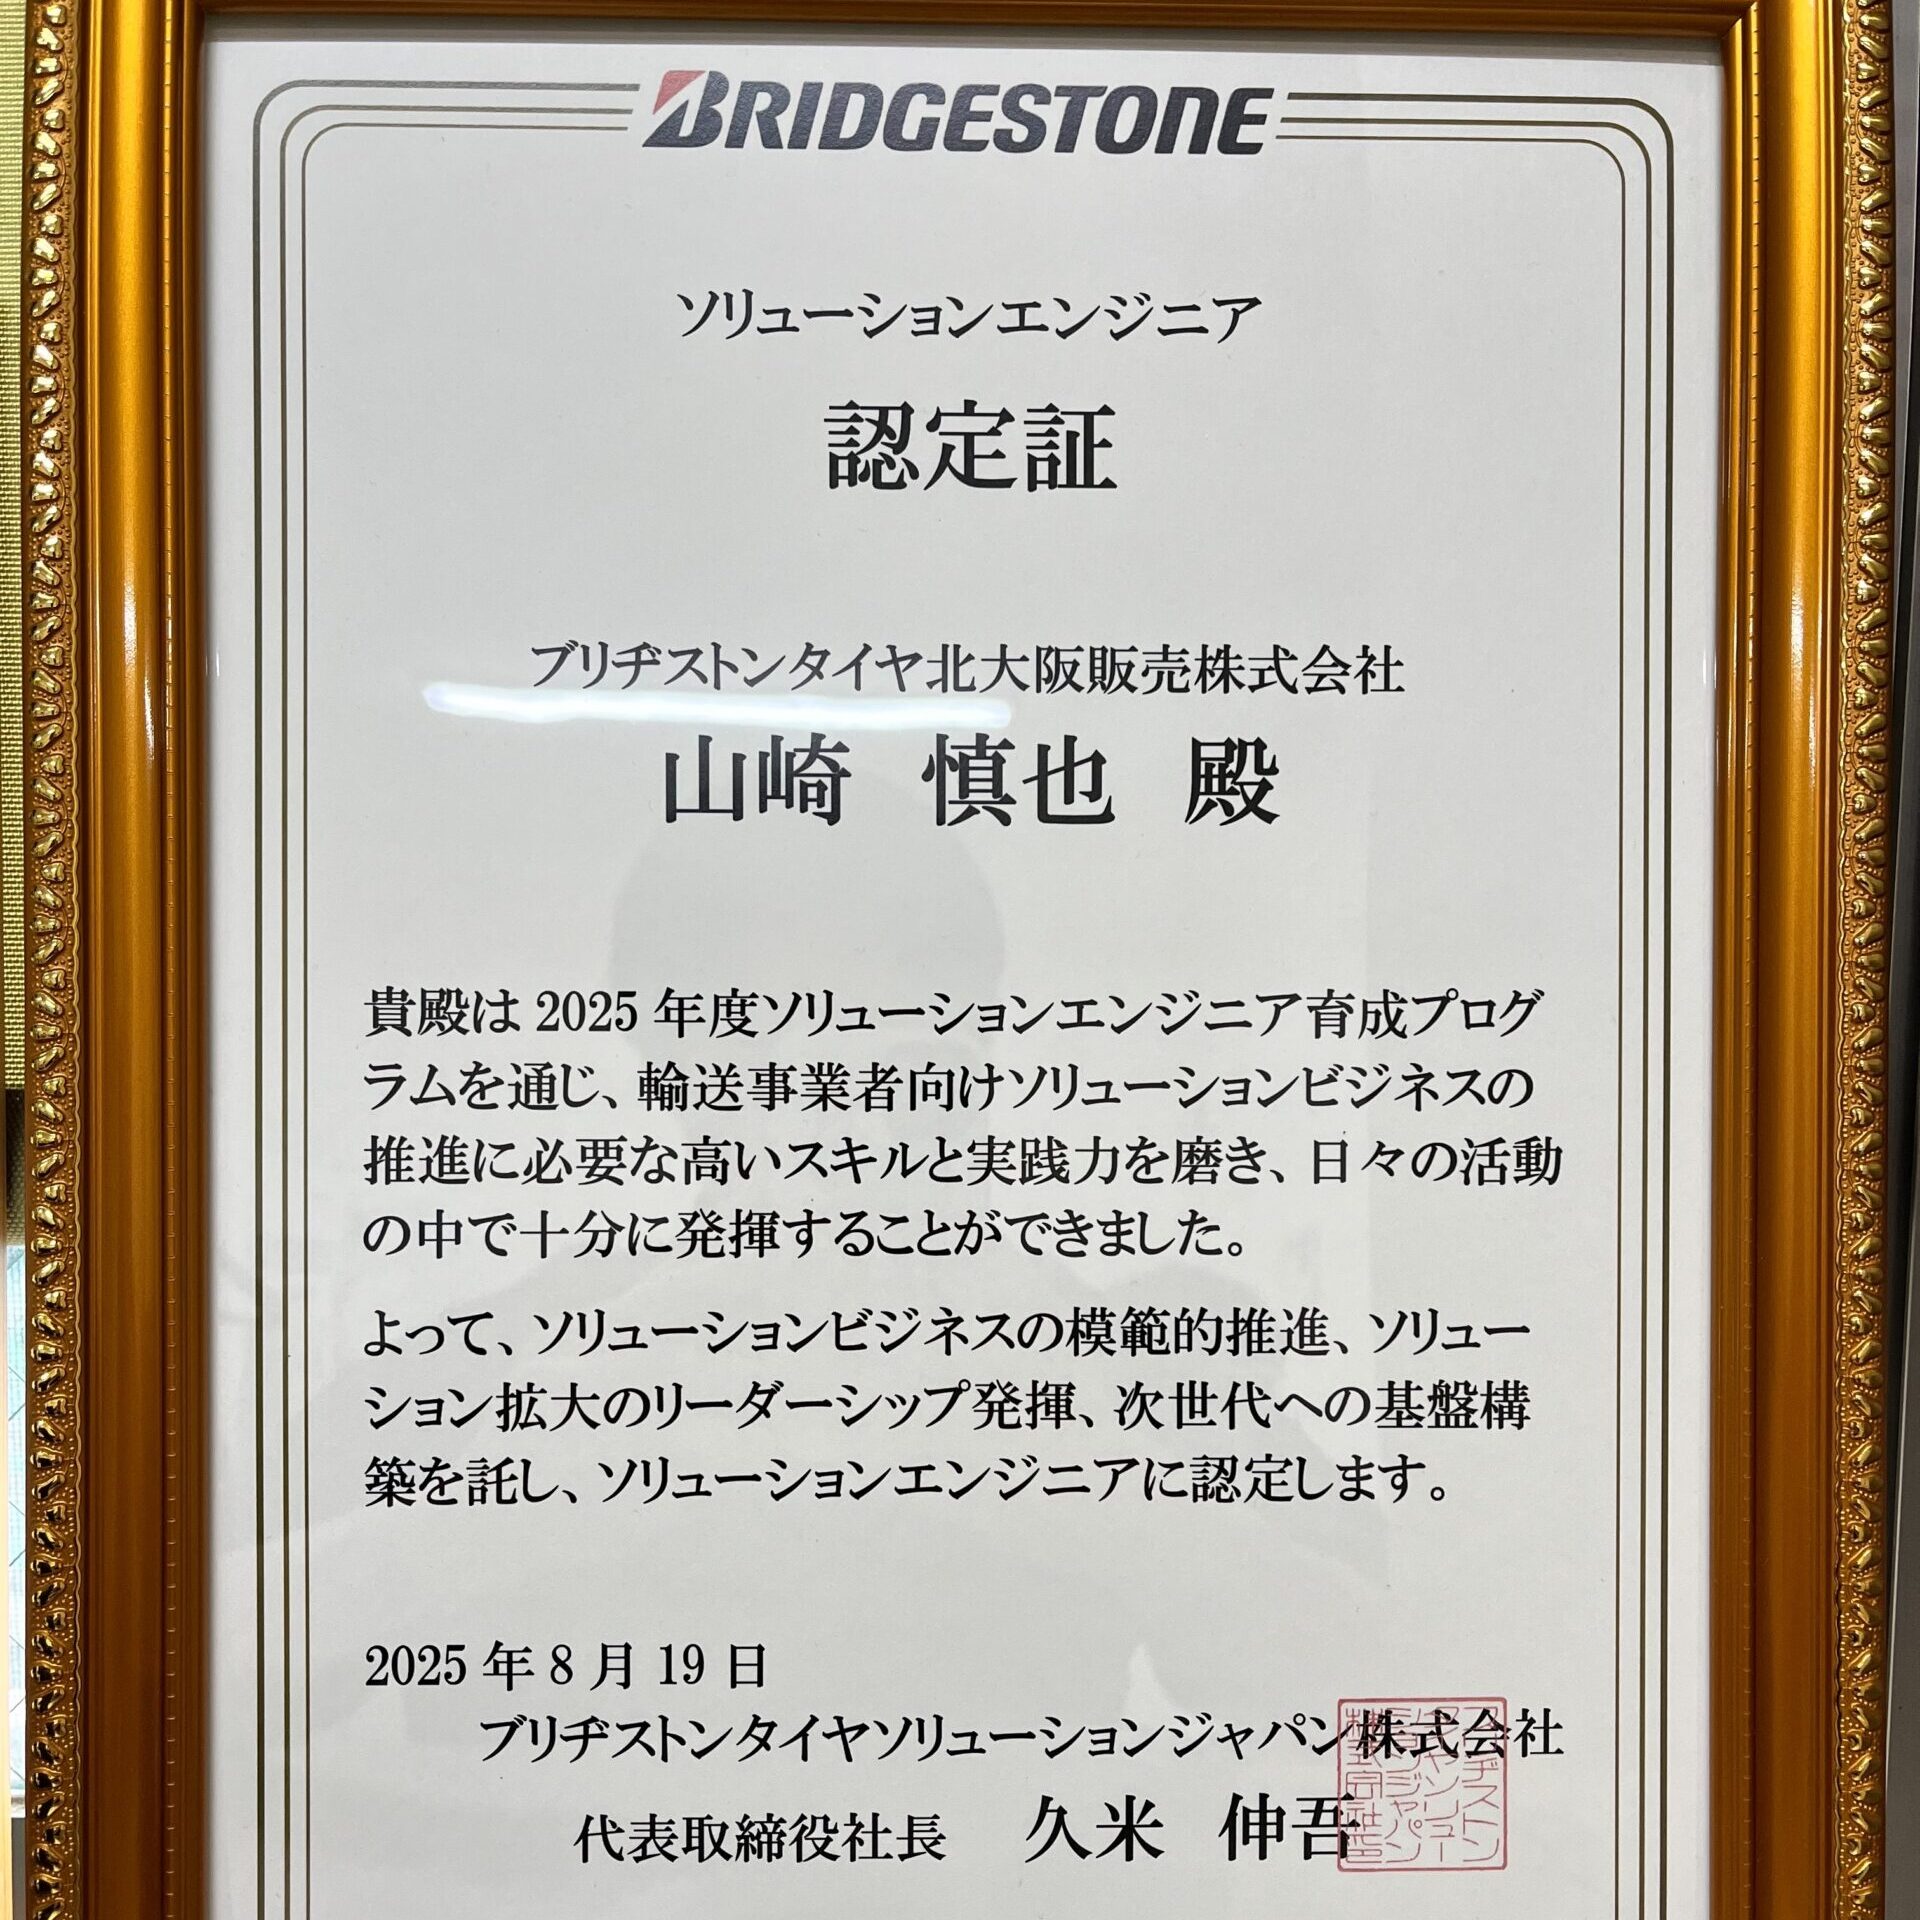 BRIDGESTONE
ソリューションエンジニア
認定証
ブリヂストンタイヤ北大阪販売株式会社
山崎 慎也 殿
貴殿は2025年度ソリューションエンジニア育成プログ
ラムを通じ、輸送事業者向けソリューションビジネスの
推進に必要な高いスキルと実践力を磨き、日々の活動
の中で十分に発揮することができました。
よって、ソリューションビジネスの模範的推進、ソリュー
ション拡大のリーダーシップ発揮、次世代への基盤構
築を託し、ソリューションエンジニアに認定します。
2025年8月19日
ブリヂストンタイヤソリューションジャパン株式会社
代表取締役社長 久米 伸吾